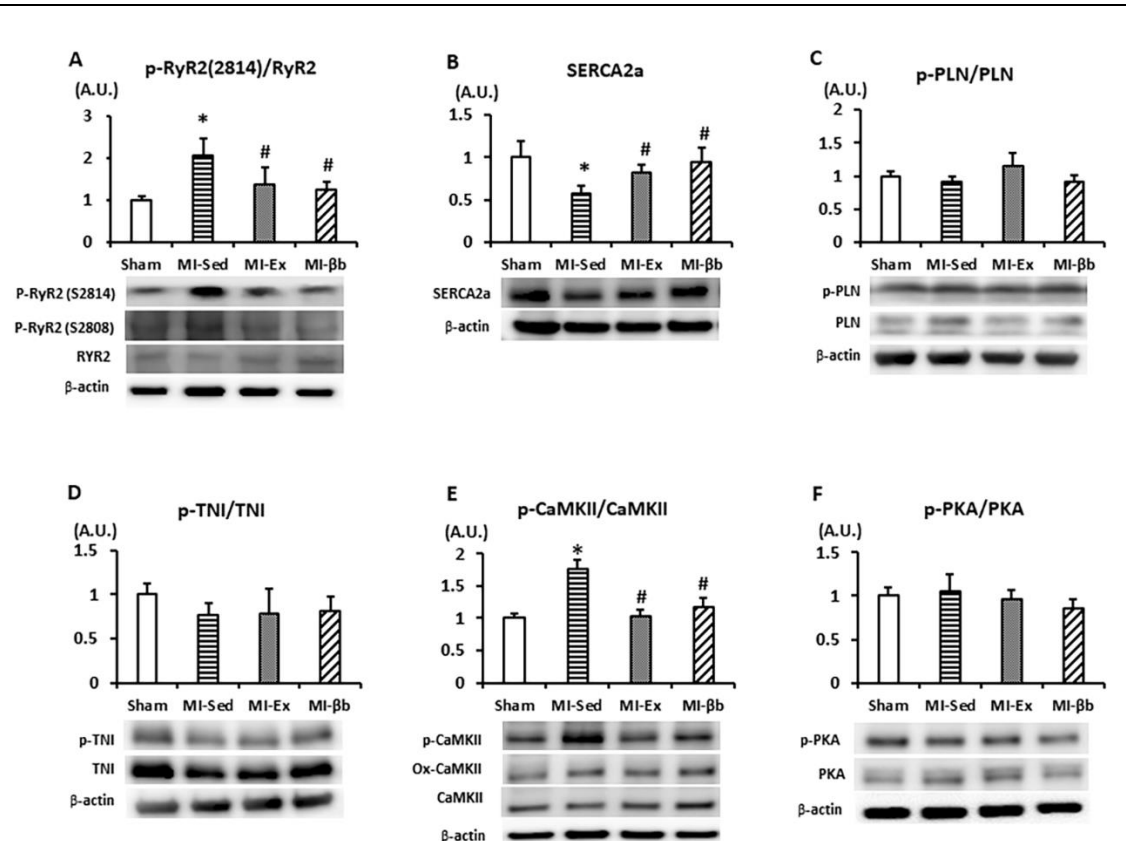 A
p-RyR2(2814)/RyR2
(A.U.)
3
2
1
0
*
#
#
Sham MI-Sed MI-Ex MI-βb
P-RyR2 (S2814)
P-RyR2 (S2808)
RYR2
β-actin
B
SERCA2a
(A.U.)
1.5
1
0.5
0
*
#
#
Sham MI-Sed MI-Ex MI-βb
SERCA2a
β-actin
C
p-PLN/PLN
(A.U.)
2
1.5
1
0.5
0
Sham MI-Sed MI-Ex MI-βb
p-PLN
PLN
β-actin
D
p-TNI/TNI
(A.U.)
1.5
1
0.5
0
Sham MI-Sed MI-Ex MI-βb
p-TNI
TNI
β-actin
E
p-CaMKII/CaMKII
(A.U.)
2
1.5
1
0.5
0
*
#
#
Sham MI-Sed MI-Ex MI-βb
p-CaMKII
Ox-CaMKII
CaMKII
β-actin
F
p-PKA/PKA
(A.U.)
1.5
1
0.5
0
Sham MI-Sed MI-Ex MI-βb
p-PKA
PKA
β-actin